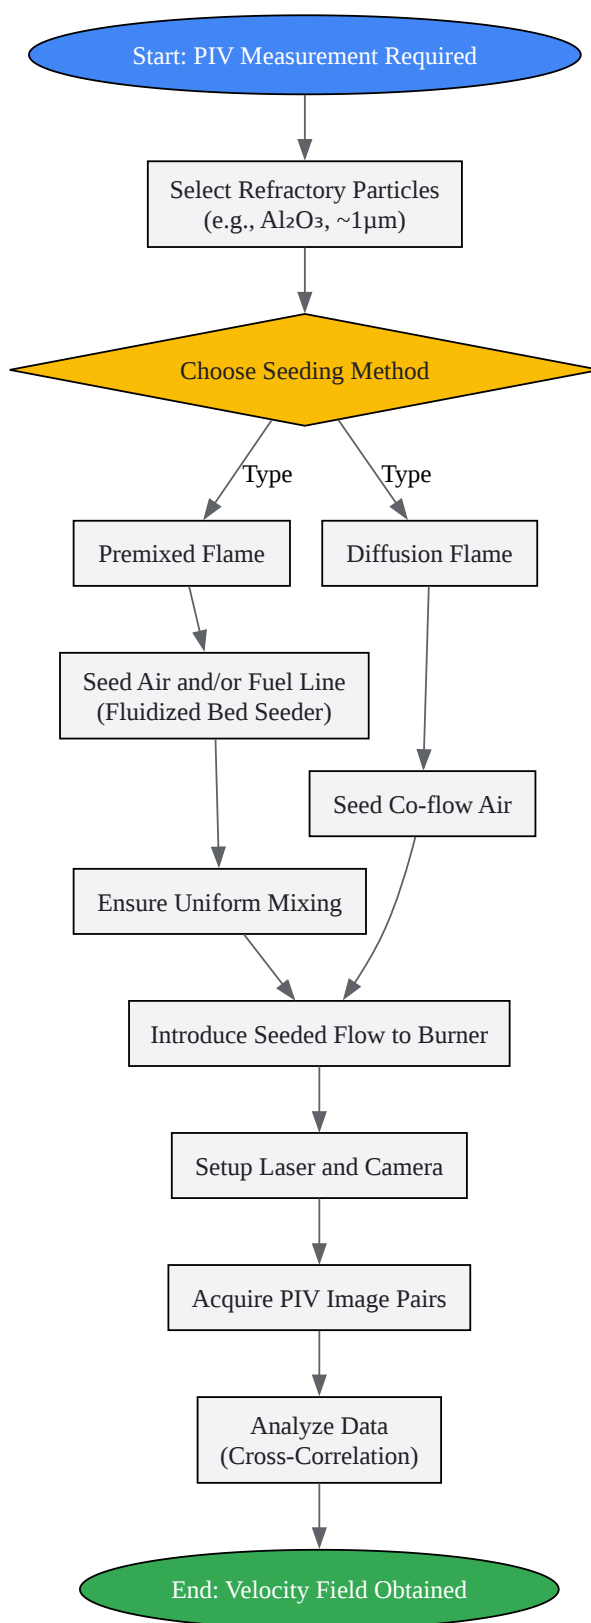 Start: PIV Measurement Required
Select Refractory Particles
(e.g., Al₂O₃, ~1µm)
Choose Seeding Method
Type
Type
Premixed Flame
Diffusion Flame
Seed Air and/or Fuel Line
(Fluidized Bed Seeder)
Seed Co-flow Air
Ensure Uniform Mixing
Introduce Seeded Flow to Burner
Setup Laser and Camera
Acquire PIV Image Pairs
Analyze Data
(Cross-Correlation)
End: Velocity Field Obtained